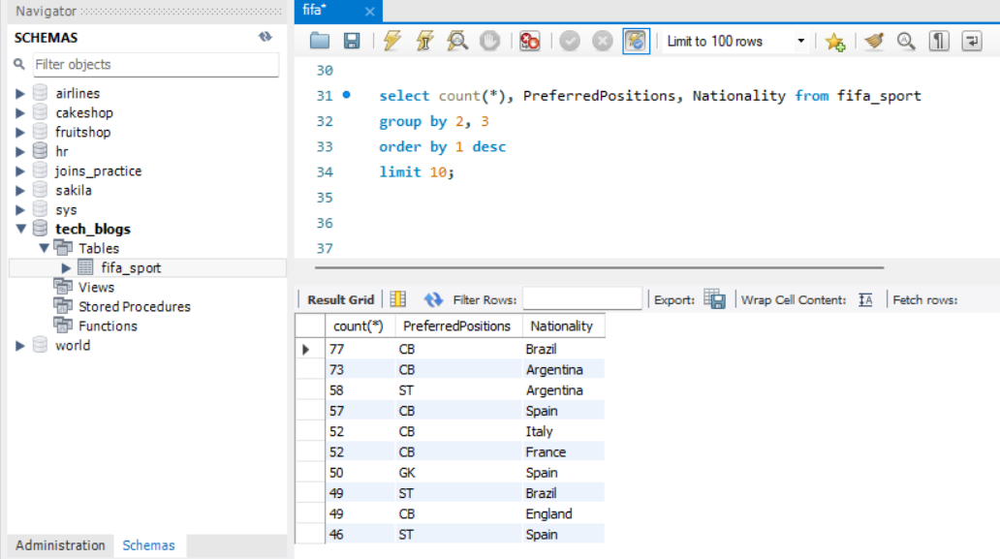 Navigator
SCHEMAS
Filter objects
airlines
cakeshop
fruitshop
hr
joins_practice
sakila
sys
tech_blogs
Tables
fifa_sport
Views
Stored Procedures
Functions
world
Administration Schemas
fifa*
Limit to 100 rows
30
31 select count(*), PreferredPositions, Nationality from fifa_sport
32 group by 2, 3
33 order by 1 desc
34 limit 10;
35
36
37
Result Grid Filter Rows: Export: Wrap Cell Content: Fetch rows:
count(*) PreferredPositions Nationality
77 CB Brazil
73 CB Argentina
58 ST Argentina
57 CB Spain
52 CB Italy
52 CB France
50 GK Spain
49 ST Brazil
49 CB England
46 ST Spain